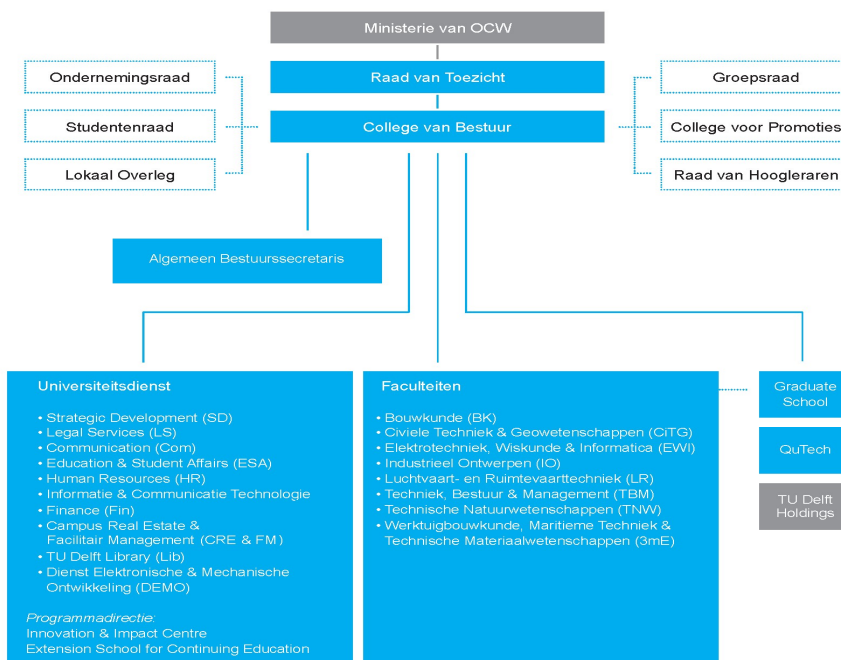 Ministerie van OCW
Ondernemingsraad
Raad van Toezicht
Groepsraad
Studentenraad
College van Bestuur
College voor Promoties
Lokaal Overleg
Raad van Hoogleraren
Algemeen Bestuurssecretaris
Universiteitsdienst
• Strategic Development (SD)
• Legal Services (LS)
• Communication (Com)
• Education & Student Affairs (ESA)
• Human Resources (HR)
• Informatie & Communicatie Technologie
• Finance (Fin)
• Campus Real Estate &
Facilitair Management (CRE & FM)
• TU Delft Library (Lib)
• Dienst Elektronische & Mechanische
Ontwikkeling (DEMO)
Programmadirectie:
Innovation & Impact Centre
Extension School for Continuing Education
Faculteiten
• Bouwkunde (BK)
• Civiele Techniek & Geowetenschappen (CiTG)
• Elektrotechniek, Wiskunde & Informatica (EWI)
• Industrieel Ontwerpen (IO)
• Luchtvaart- en Ruimtevaarttechniek (LR)
• Techniek, Bestuur & Management (TBM)
• Technische Natuurwetenschappen (TNW)
• Werktuigbouwkunde, Maritieme Techniek &
Technische Materiaalwetenschappen (3mE)
Graduate
School
QuTech
TU Delft
Holdings